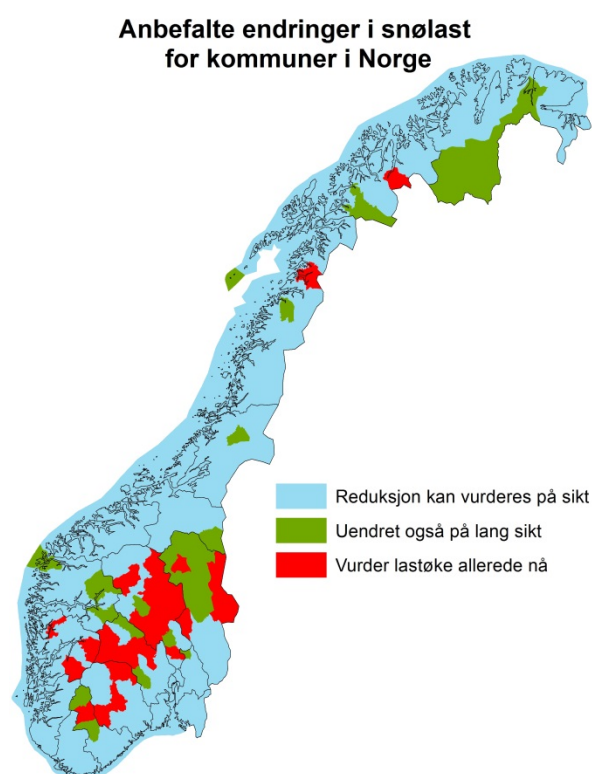 Anbefalte endringer i snølast
for kommuner i Norge
Reduksjon kan vurderes på sikt
Uendret også på lang sikt
Vurder lastøke allerede nå